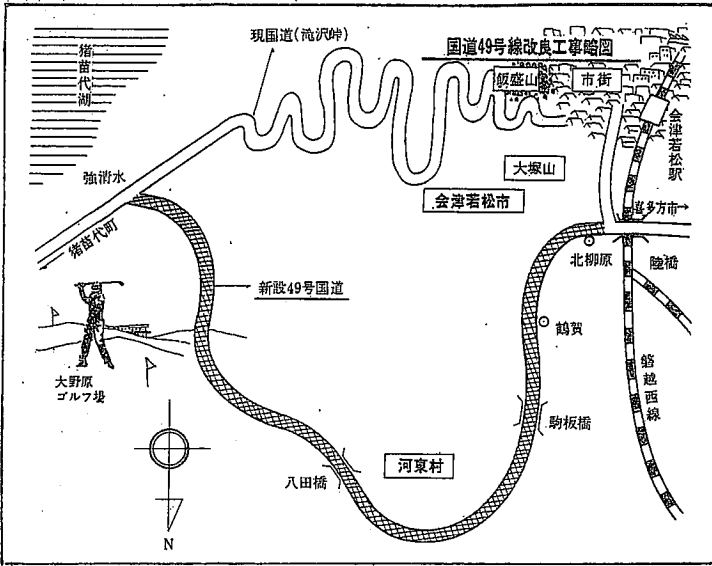 国道49号線改良工事略図
現国道(滝沢峠)
猪苗代湖
飯盛山
市街
会津若松駅
強清水
大塚山
会津若松市
喜多方市→
猪苗代町
北柳原
陸橋
新設49号国道
鶴賀
大野原
ゴルフ場
磐越西線
駒板橋
八田橋
河東村
N